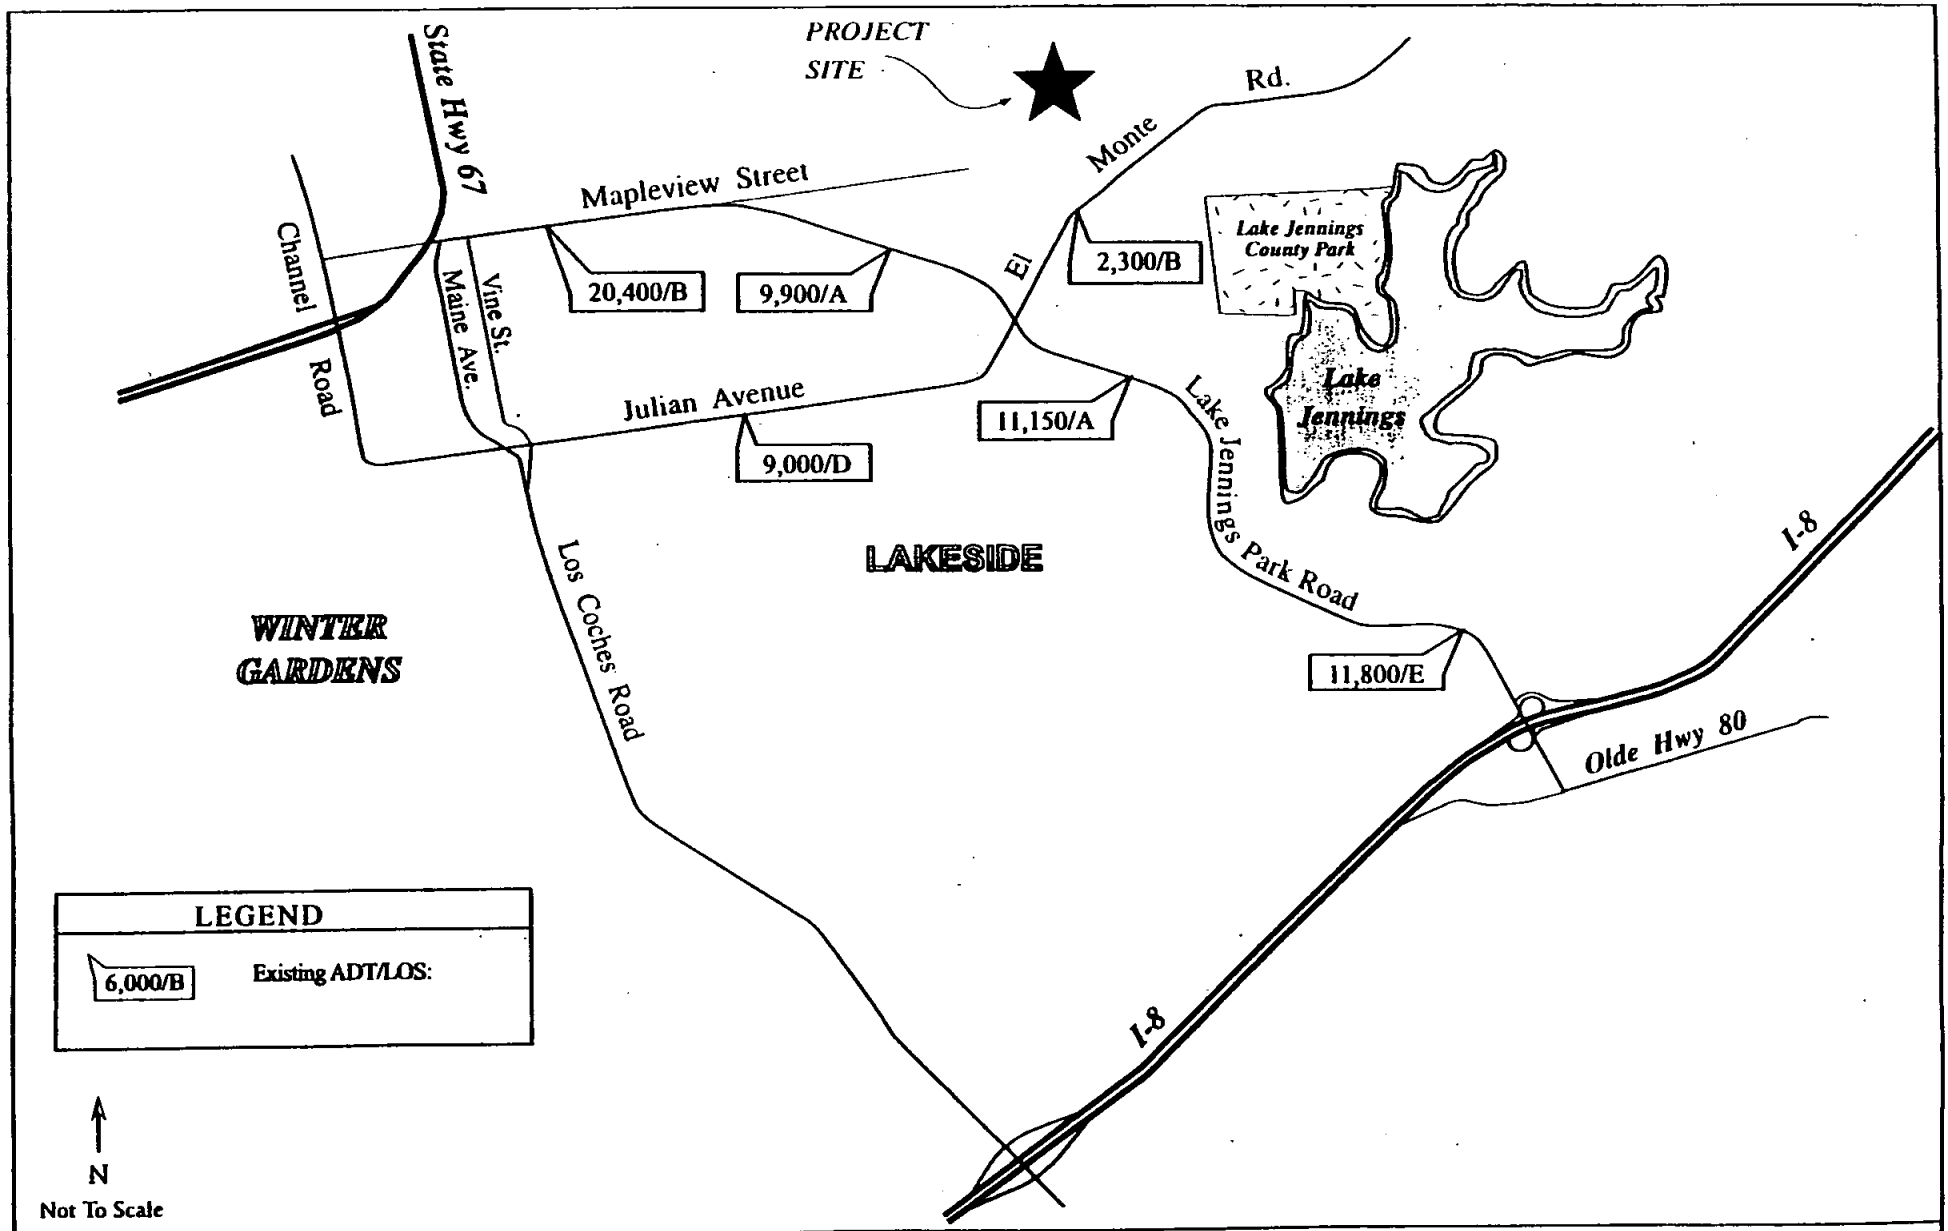 PROJECT
SITE
State Hwy 67
Rd.
Monte
El
Mapleview Street
Channel
Road
Maine Ave.
Vine St.
20,400/B
9,900/A
2,300/B
Lake Jennings
County Park
Lake
Jennings
Julian Avenue
11,150/A
9,000/D
Lake Jennings Park Road
I-8
LAKESIDE
Los Coches Road
WINTER
GARDENS
11,800/E
Olde Hwy 80
LEGEND
6,000/B
Existing ADT/LOS:
I-8
N
Not To Scale